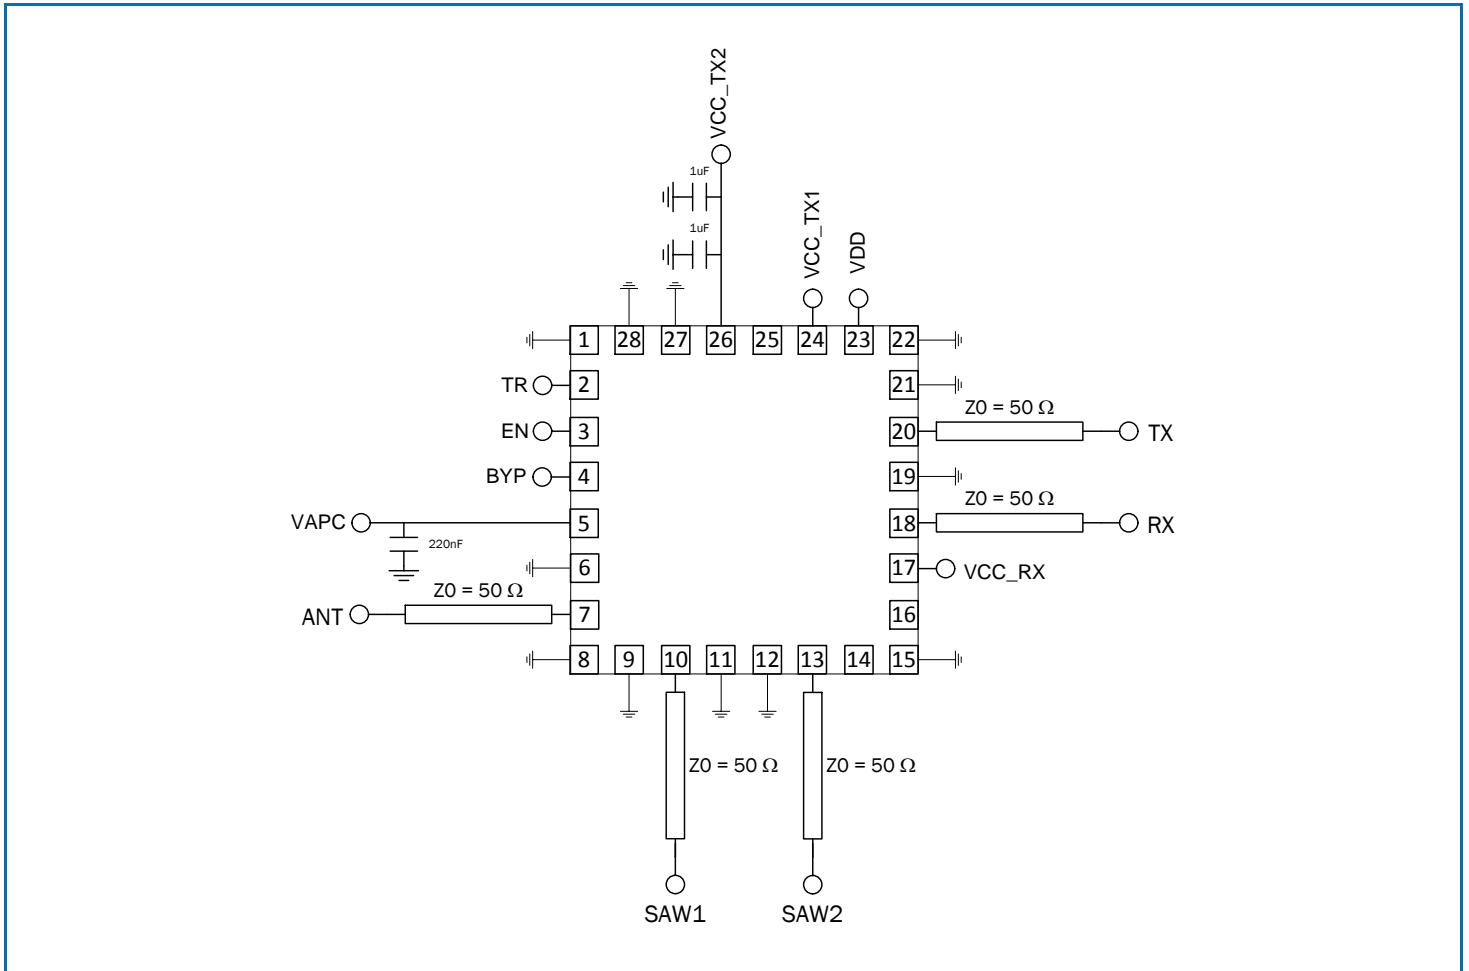 VCC_TX2
1uF
1uF
VCC_TX1
VDD
1 28 27 26 25 24 23 22
TR 2 21
Z0 = 50 Ω
EN 3 20 TX
BYP 4 19
Z0 = 50 Ω
VAPC 5 18 RX
220nF
6 17 VCC_RX
Z0 = 50 Ω
ANT 7 16
8 9 10 11 12 13 14 15
Z0 = 50 Ω Z0 = 50 Ω
SAW1 SAW2